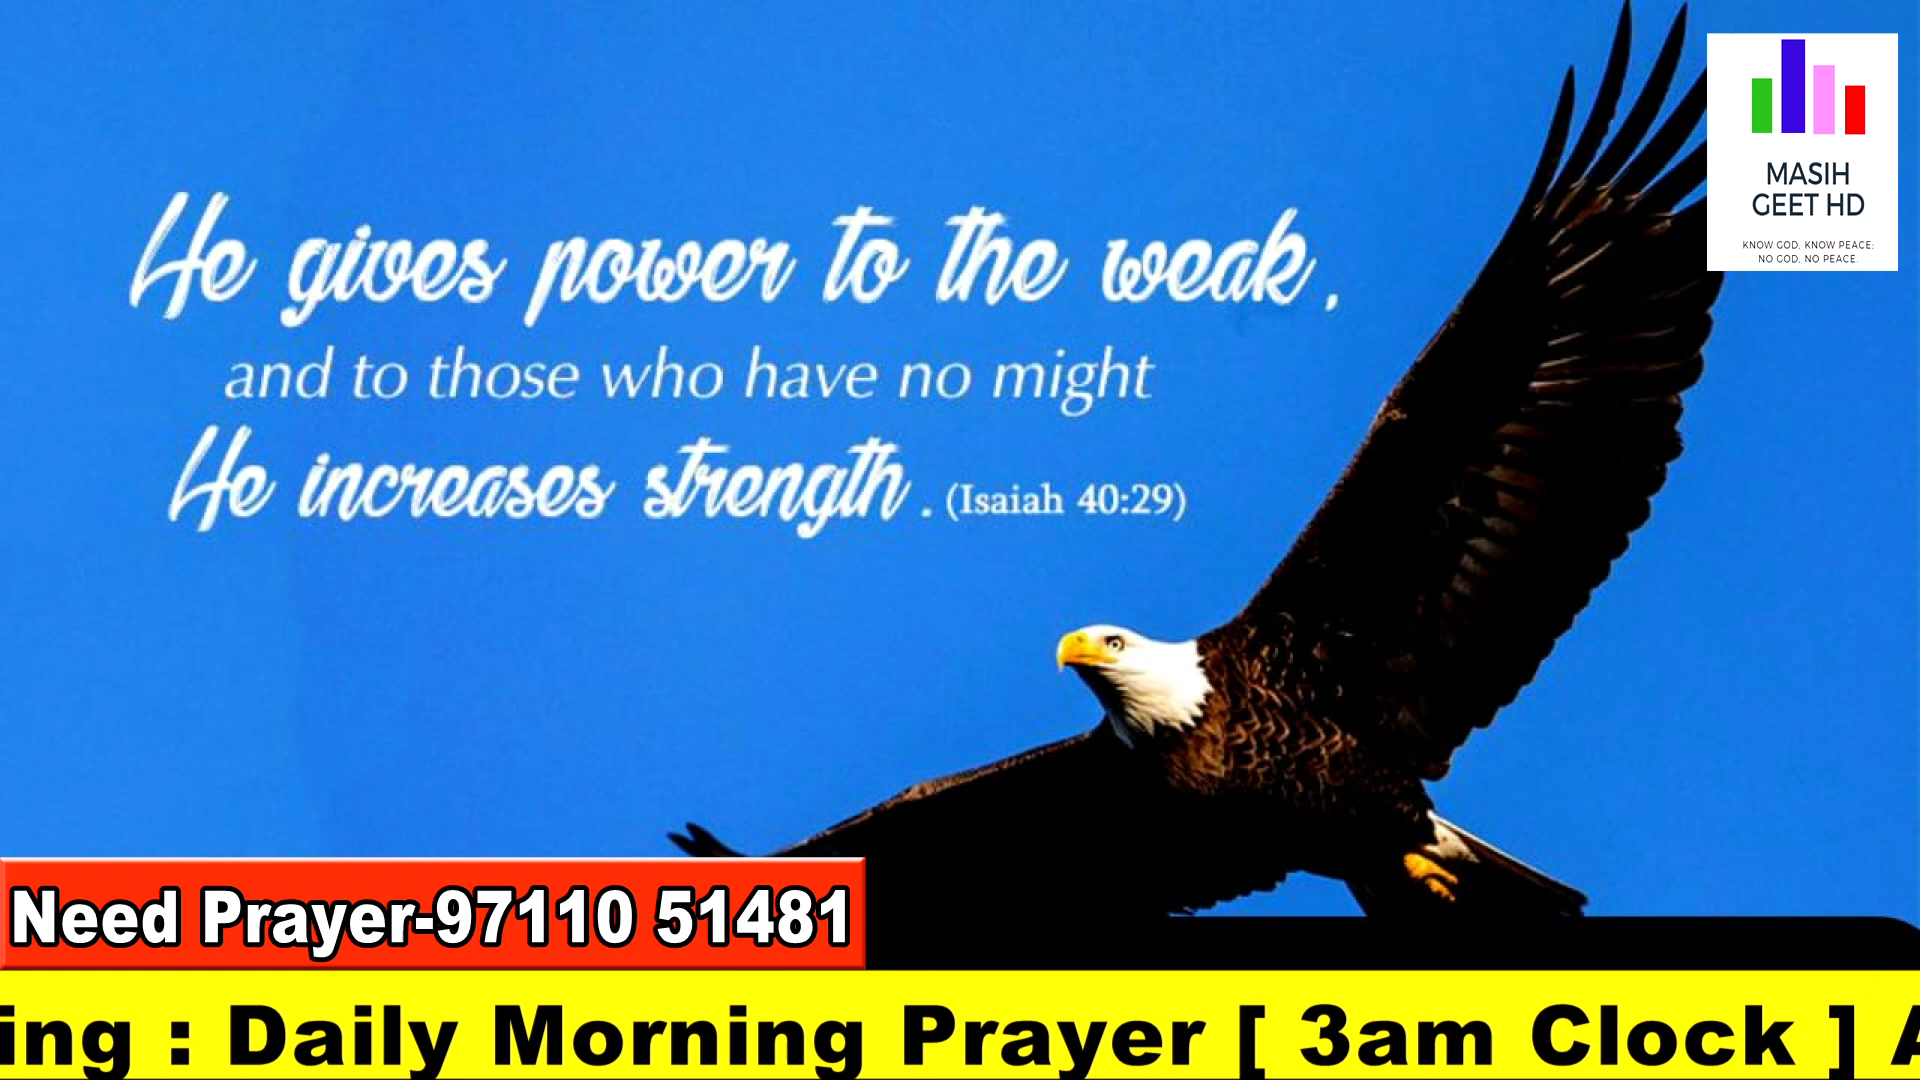 He gives power to the weak,
and to those who have no might
He increases strength. (Isaiah 40:29)
MASIH
GEET HD
KNOW GOD, KNOW PEACE;
NO GOD, NO PEACE.
Need Prayer-97110 51481
ing : Daily Morning Prayer [ 3am Clock ] A